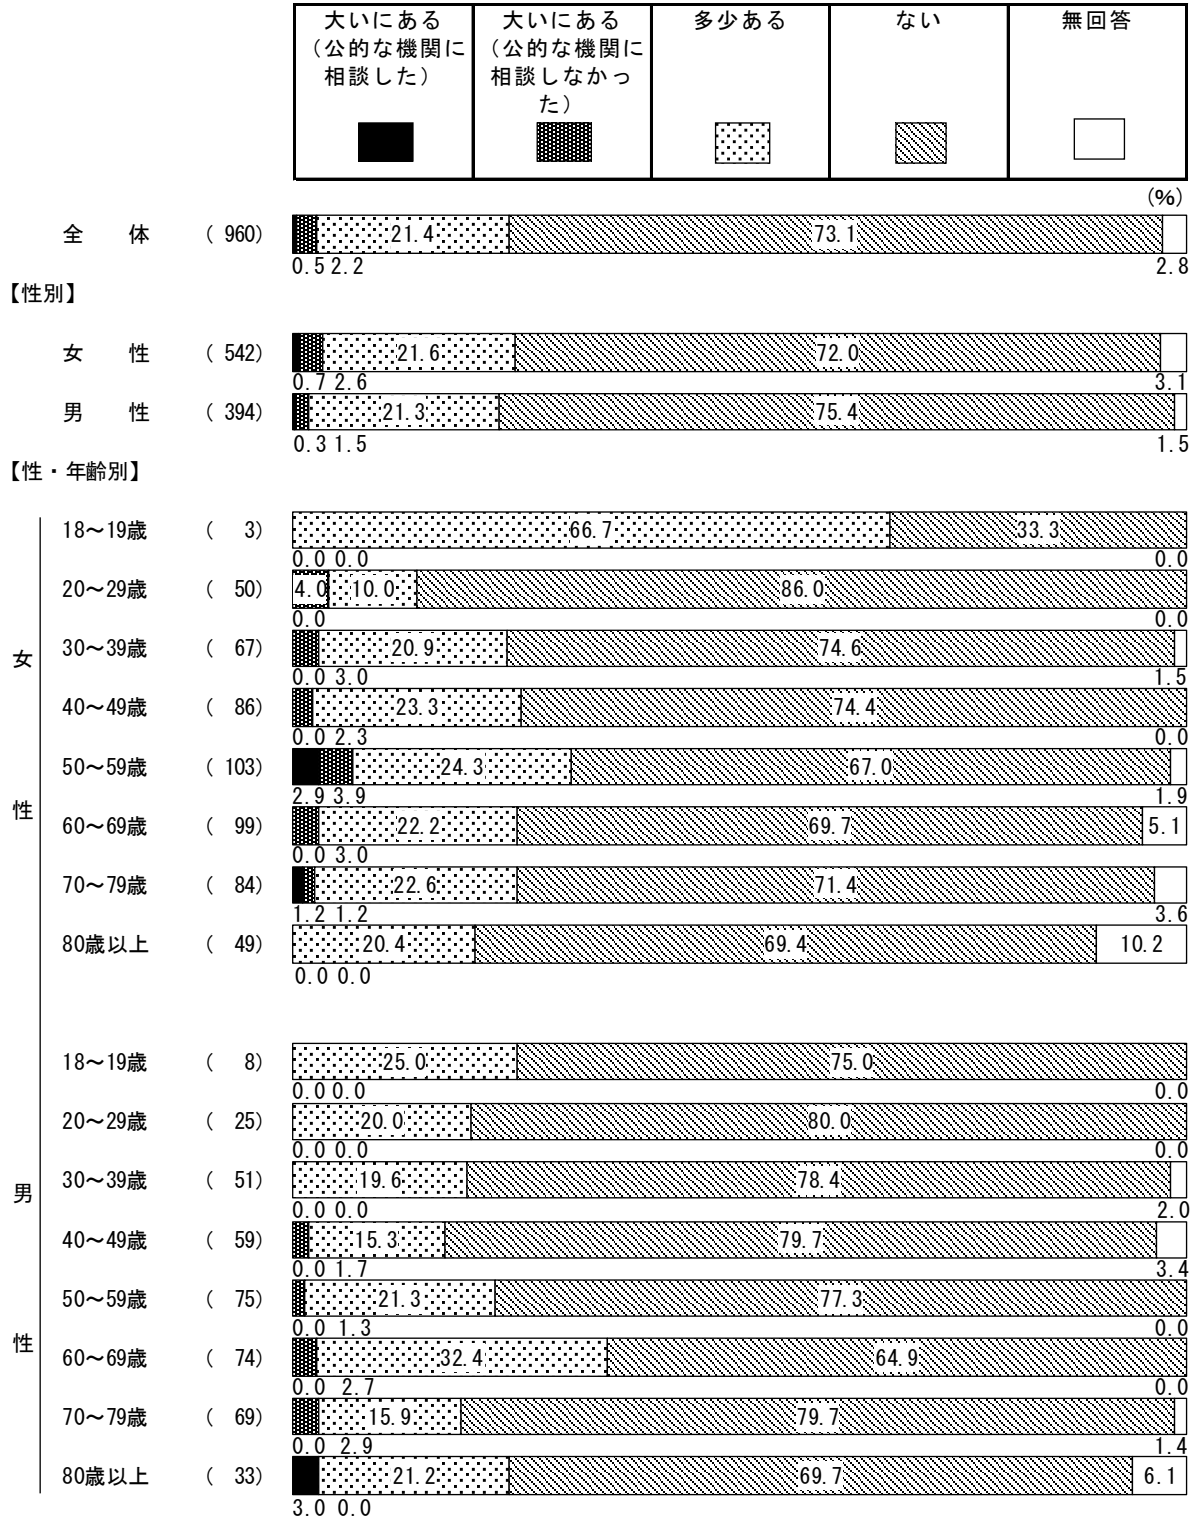 大いにある（公的な機関に相談した）
大いにある（公的な機関に相談しなかった）
多少ある
ない
無回答
(%)
全　体 ( 960) 21.4 73.1
0.5 2.2 2.8
【性別】
女　性 ( 542) 21.6 72.0
0.7 2.6 3.1
男　性 ( 394) 21.3 75.4
0.3 1.5 1.5
【性・年齢別】
女性
18～19歳 ( 3) 66.7 33.3
0.0 0.0 0.0
20～29歳 ( 50) 4.0 10.0 86.0
0.0 0.0
30～39歳 ( 67) 20.9 74.6
0.0 3.0 1.5
40～49歳 ( 86) 23.3 74.4
0.0 2.3 0.0
50～59歳 ( 103) 24.3 67.0
2.9 3.9 1.9
60～69歳 ( 99) 22.2 69.7 5.1
0.0 3.0
70～79歳 ( 84) 22.6 71.4
1.2 1.2 3.6
80歳以上 ( 49) 20.4 69.4 10.2
0.0 0.0
男性
18～19歳 ( 8) 25.0 75.0
0.0 0.0 0.0
20～29歳 ( 25) 20.0 80.0
0.0 0.0 0.0
30～39歳 ( 51) 19.6 78.4
0.0 0.0 2.0
40～49歳 ( 59) 15.3 79.7
0.0 1.7 3.4
50～59歳 ( 75) 21.3 77.3
0.0 1.3 0.0
60～69歳 ( 74) 32.4 64.9
0.0 2.7 0.0
70～79歳 ( 69) 15.9 79.7
0.0 2.9 1.4
80歳以上 ( 33) 21.2 69.7 6.1
3.0 0.0